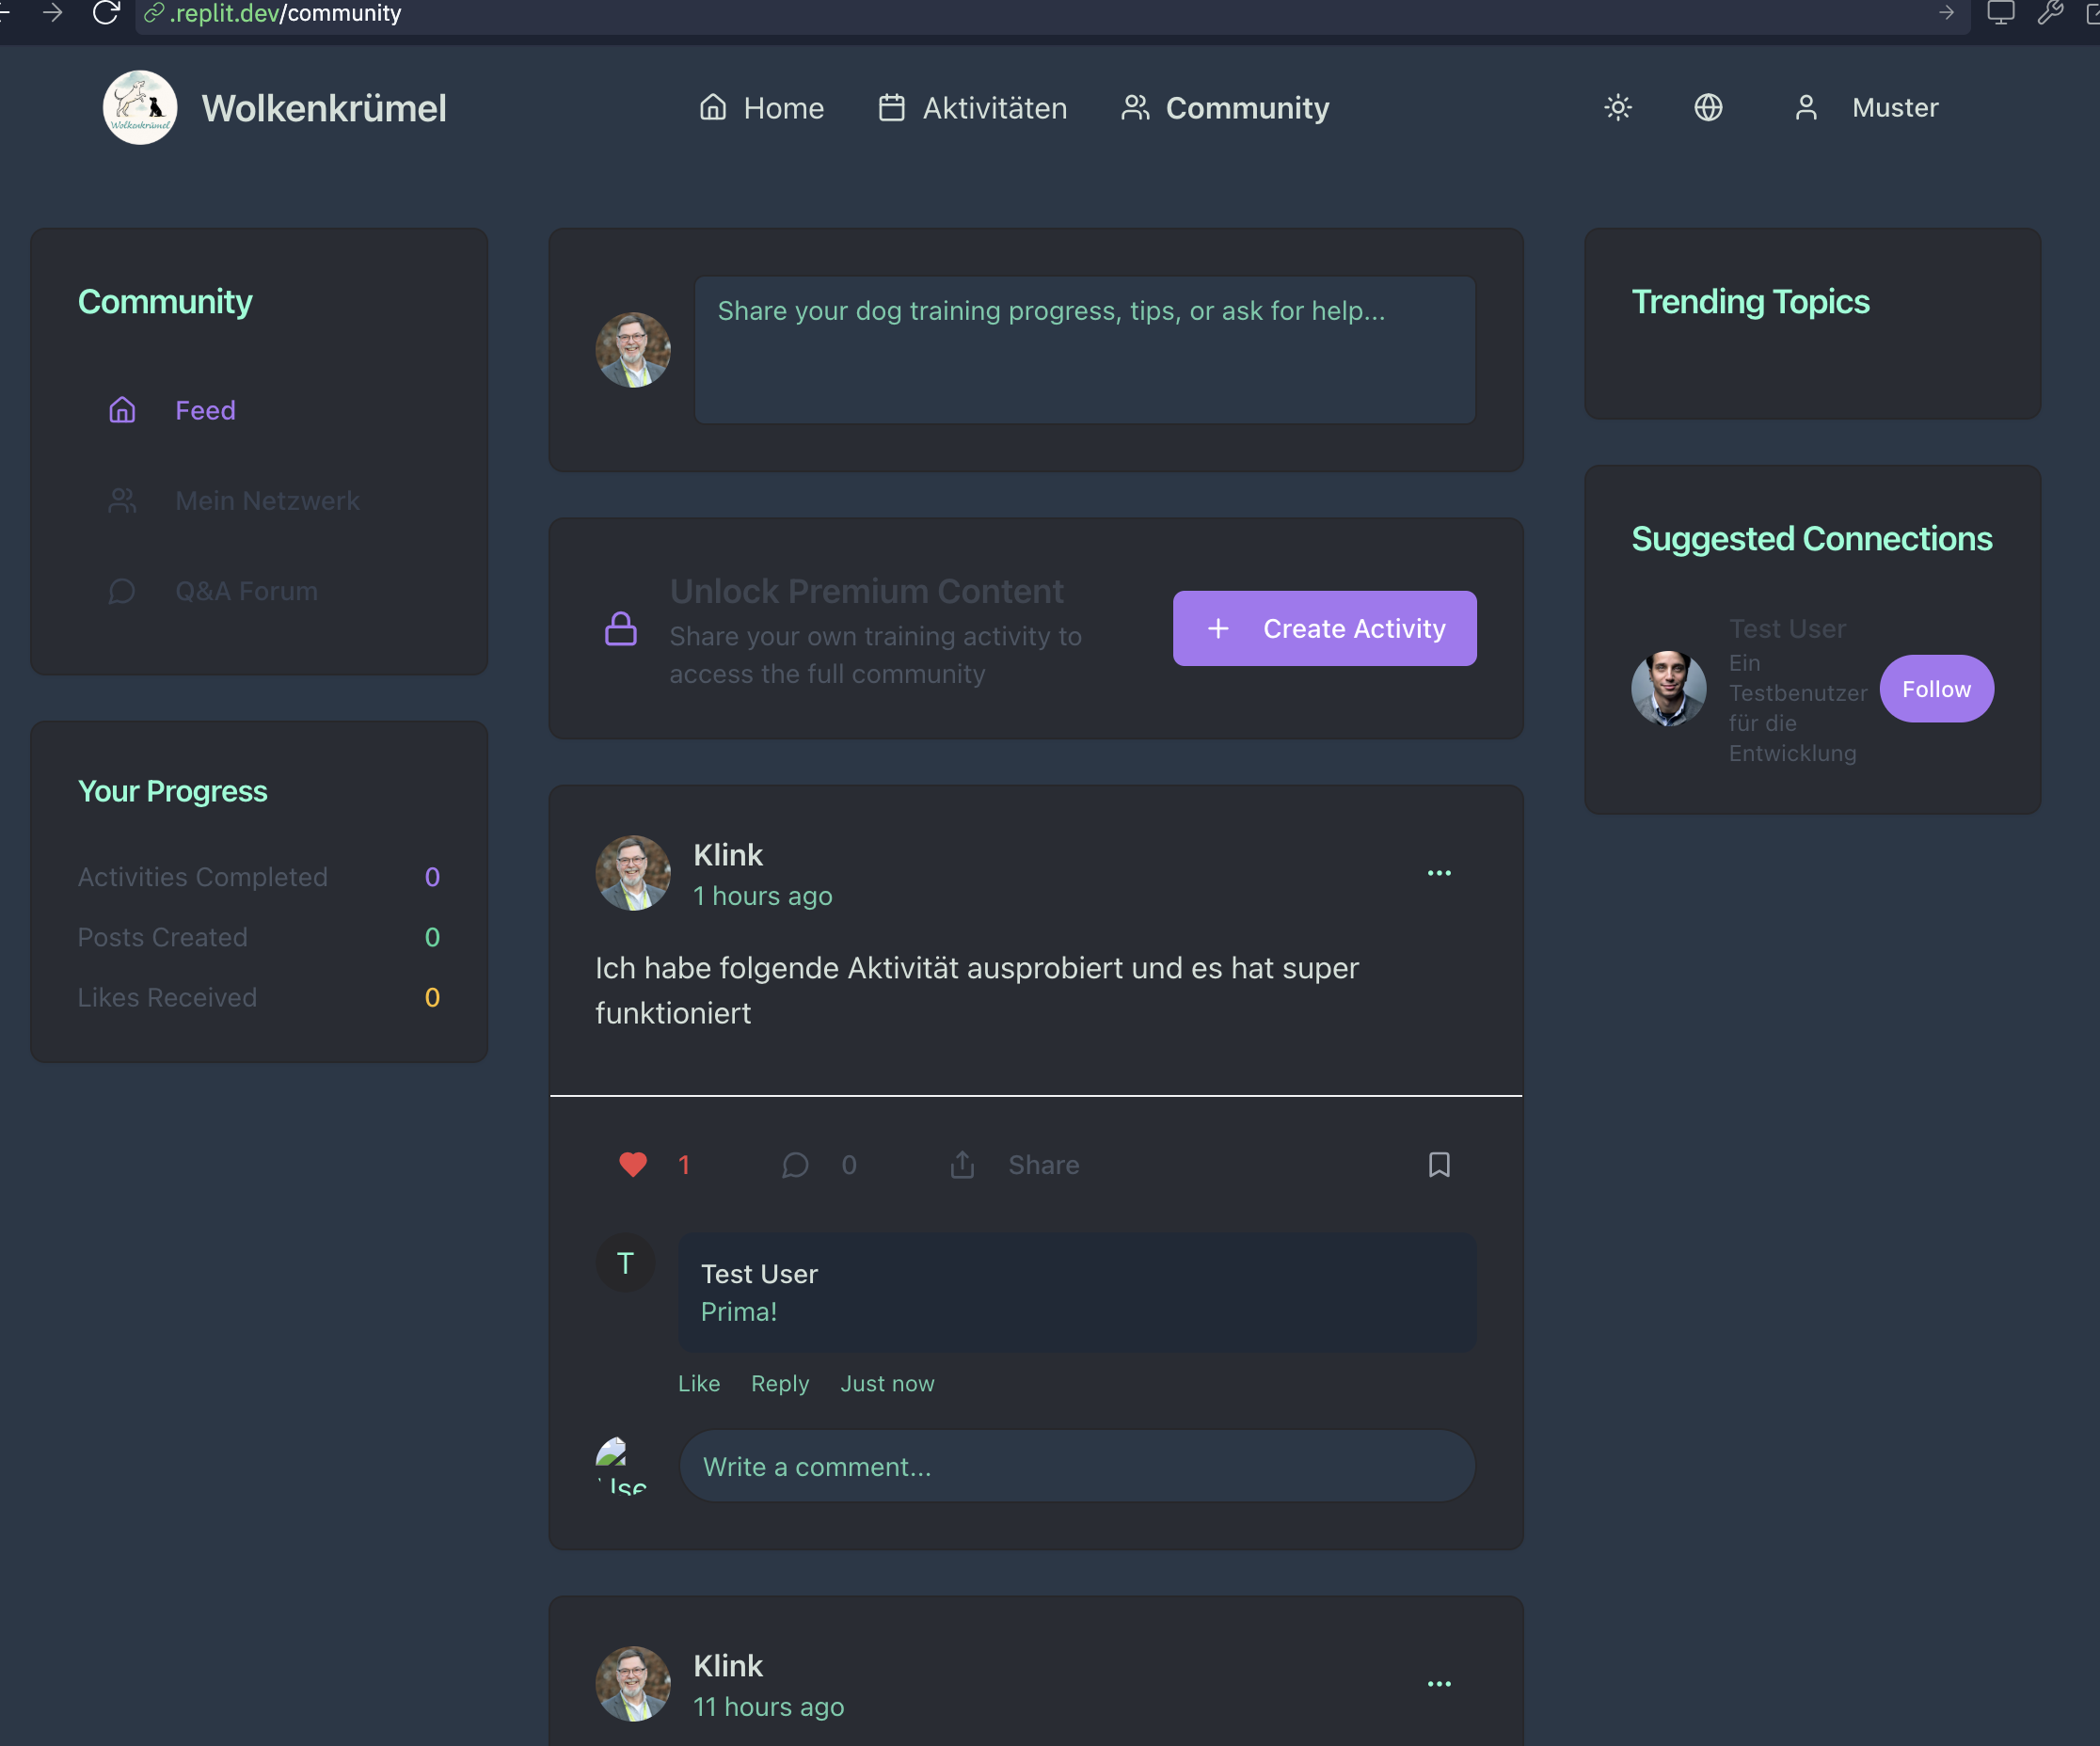 .replit.dev/community
Wolkenkrümel
Wolkenkrümel
Home
Aktivitäten
Community
Muster
Community
Feed
Mein Netzwerk
Q&A Forum
Your Progress
Activities Completed 0
Posts Created 0
Likes Received 0
Share your dog training progress, tips, or ask for help...
Unlock Premium Content
Share your own training activity to
access the full community
+ Create Activity
Klink
1 hours ago
Ich habe folgende Aktivität ausprobiert und es hat super
funktioniert
1
0
Share
T
Test User
Prima!
Like Reply Just now
Write a comment...
Klink
11 hours ago
Trending Topics
Suggested Connections
Test User
Ein
Testbenutzer
für die
Entwicklung
Follow